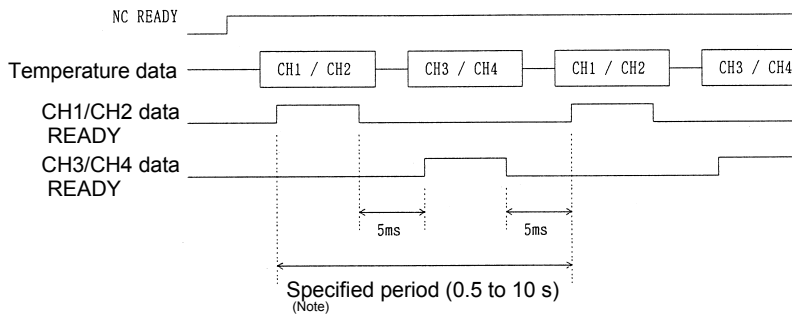 NC READY
Temperature data
CH1 / CH2
CH3 / CH4
CH1 / CH2
CH3 / CH4
CH1/CH2 data
READY
CH3/CH4 data
READY
5ms
5ms
Specified period (0.5 to 10 s)
(Note)